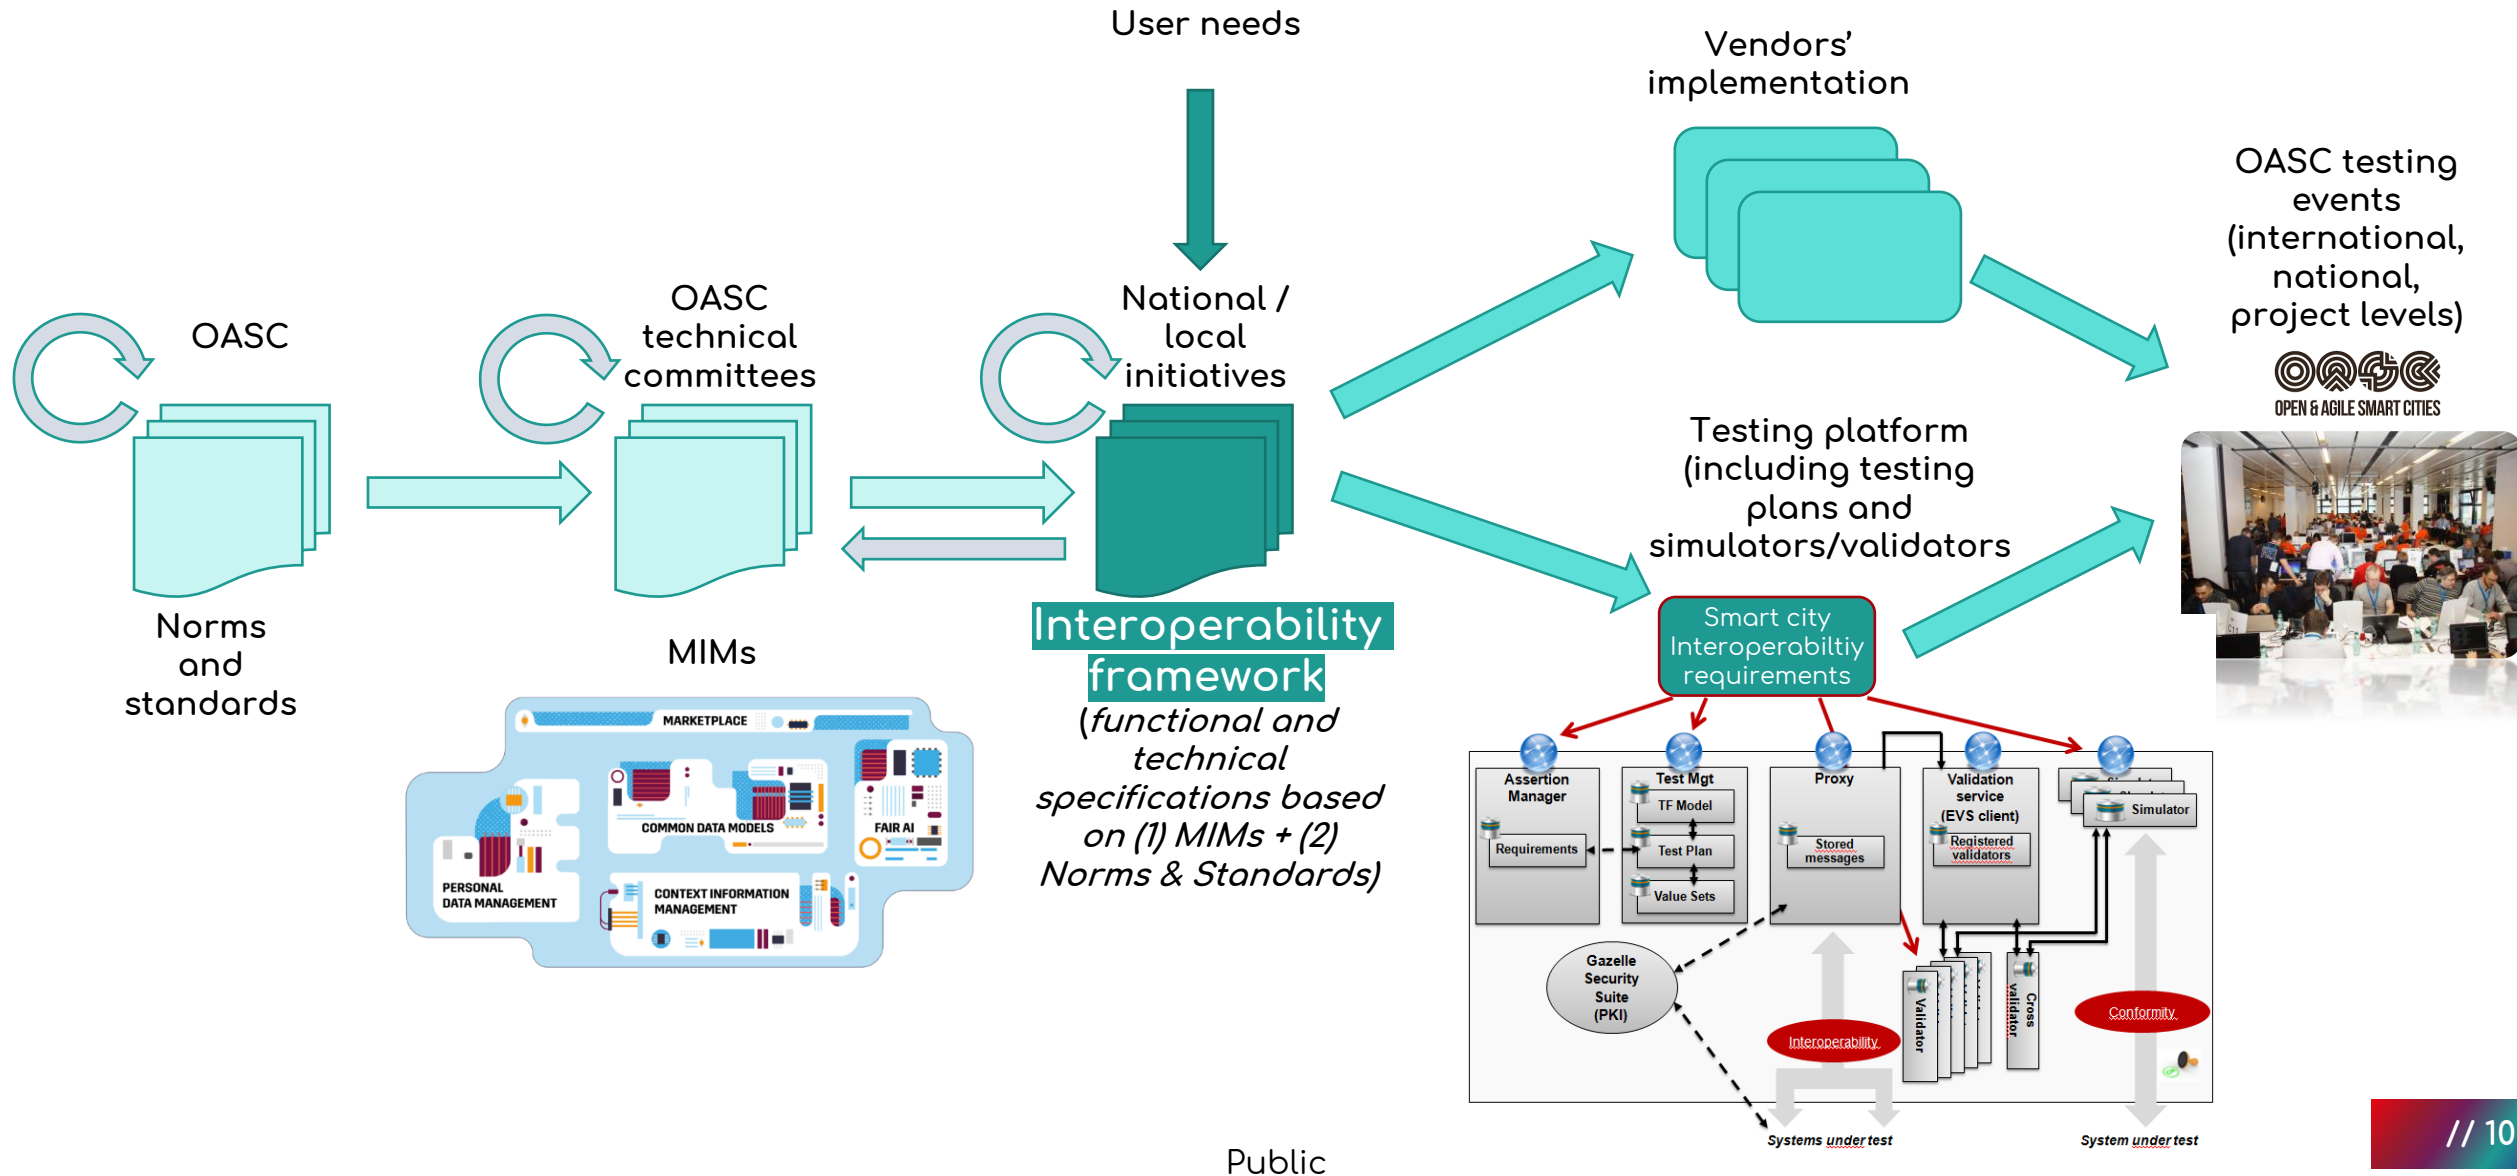 User needs
Vendors’
implementation
OASC testing
events
(international,
national,
project levels)
OPEN & AGILE SMART CITIES
OASC
OASC
technical
committees
National /
local
initiatives
Testing platform
(including testing
plans and
simulators/validators
Norms
and
standards
MIMs
Interoperability
framework
(functional and
technical
specifications based
on (1) MIMs + (2)
Norms & Standards)
MARKETPLACE
COMMON DATA MODELS
FAIR AI
PERSONAL
DATA MANAGEMENT
CONTEXT INFORMATION
MANAGEMENT
Smart city
Interoperabiltiy
requirements
Assertion
Manager
Requirements
Test Mgt
TF Model
Test Plan
Value Sets
Proxy
Stored
messages
Validation
service
(EVS client)
Registered
validators
Simulator
Gazelle
Security
Suite
(PKI)
Interoperability
Validator
Cross
validator
Conformity
Systems under test
System under test
Public
// 10